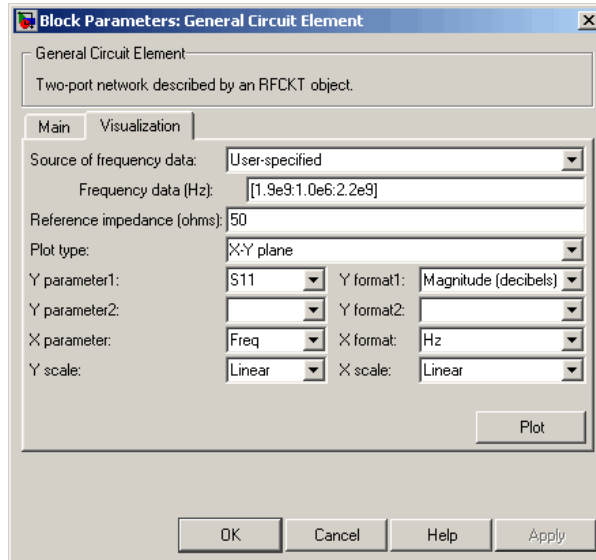 Block Parameters: General Circuit Element
General Circuit Element
Two-port network described by an RFCKT object.
Main Visualization
Source of frequency data: User-specified
Frequency data (Hz): [1.9e9:1.0e6:2.2e9]
Reference impedance (ohms): 50
Plot type: X-Y plane
Y parameter1: S11 Y format1: Magnitude (decibels)
Y parameter2: Y format2:
X parameter: Freq X format: Hz
Y scale: Linear X scale: Linear
Plot
OK Cancel Help Apply